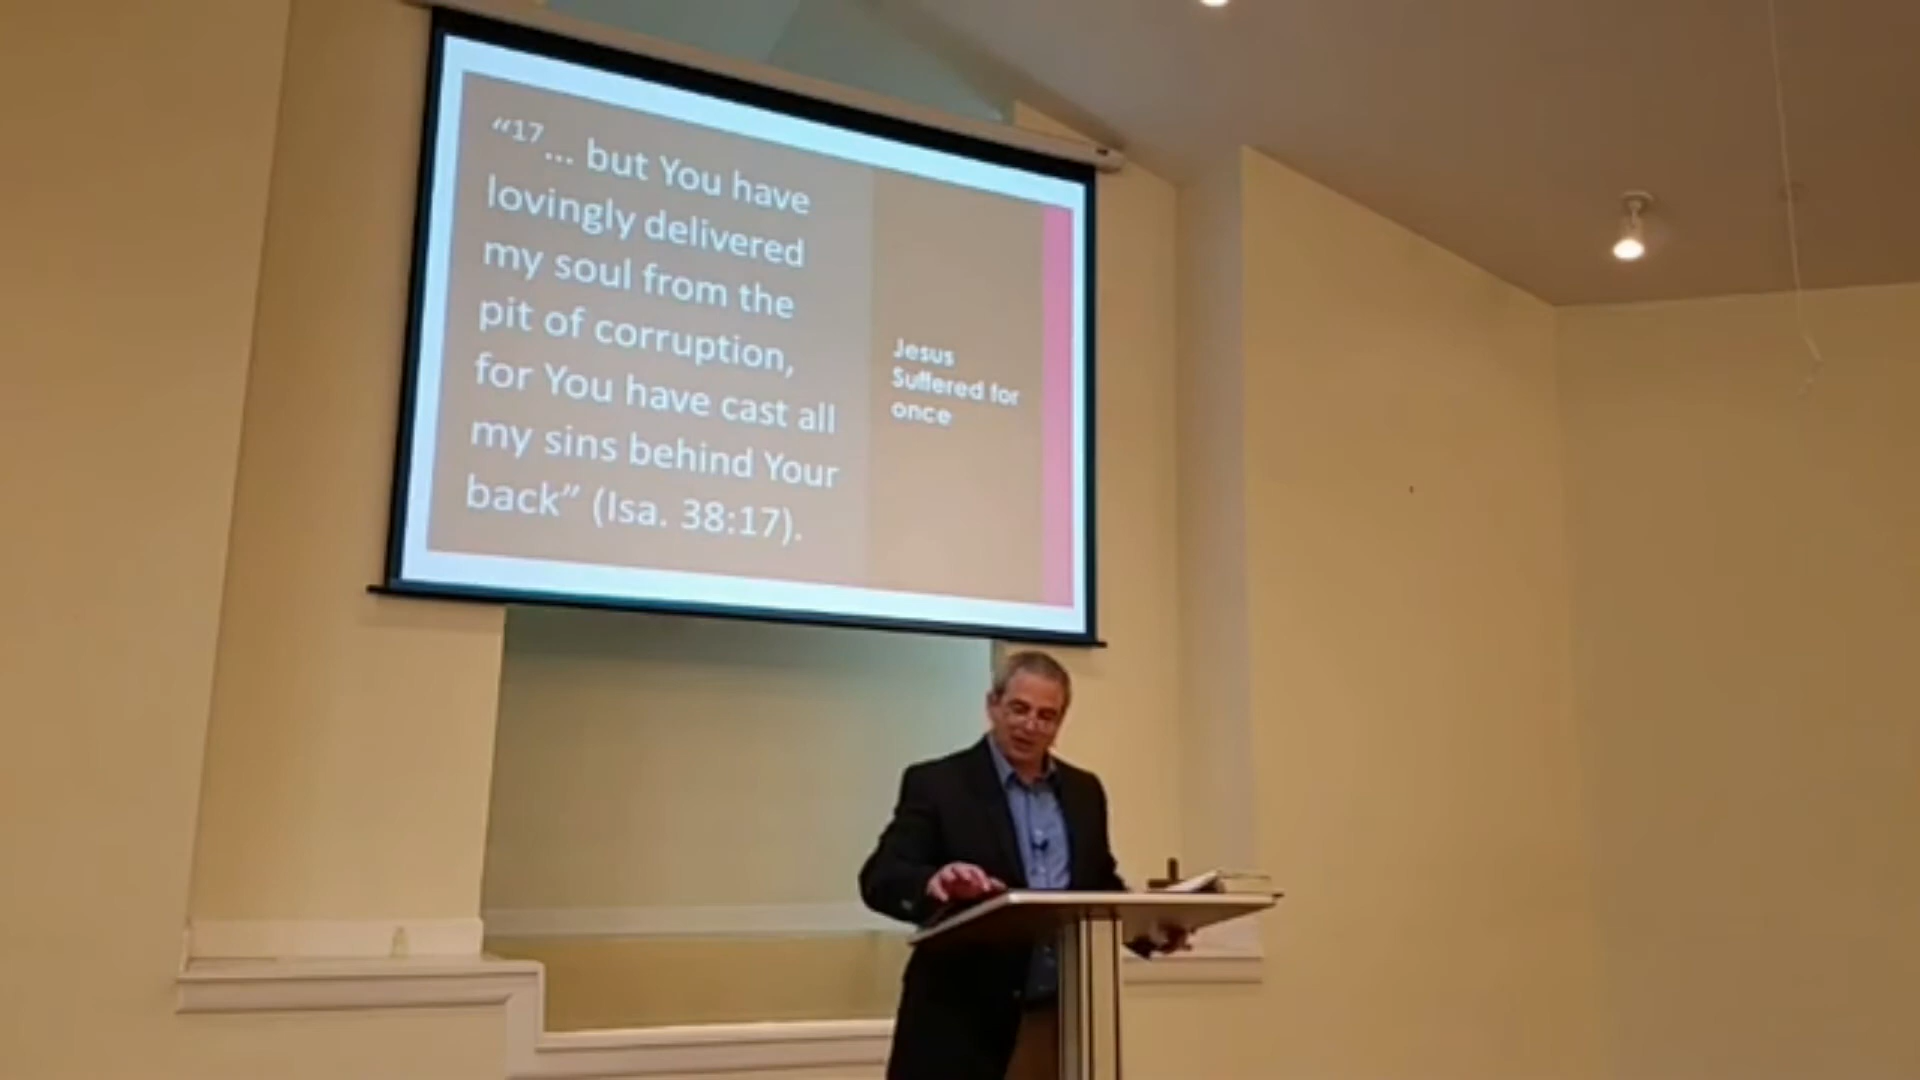 “17... but You have
lovingly delivered
my soul from the
pit of corruption,
for You have cast all
my sins behind Your
back” (Isa. 38:17).
Jesus
Suffered for
once